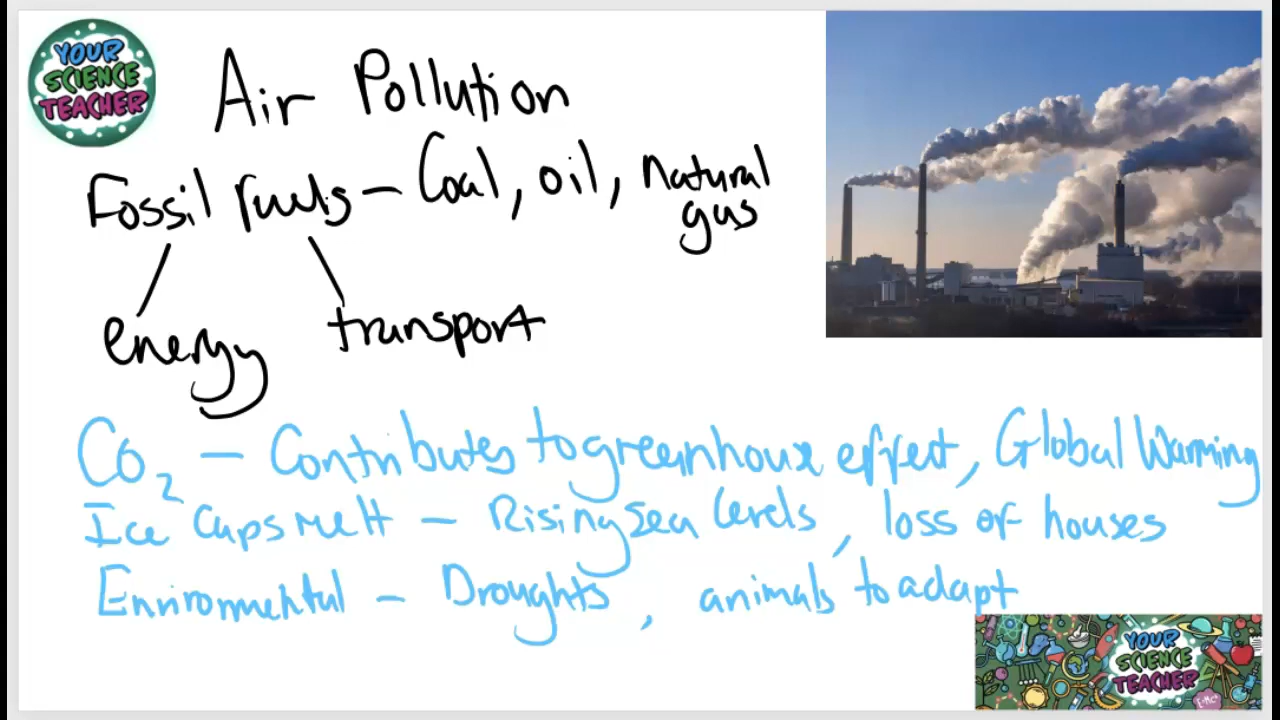 YOUR
SCIENCE
TEACHER
Air Pollution
Fossil fuels – Coal, oil, natural
gas
energy
transport
CO2 – Contributes to greenhouse effect, Global Warming
Ice caps melt – Rising sea levels, loss of houses
Environmental – Droughts, animals to adapt
YOUR
SCIENCE
TEACHER